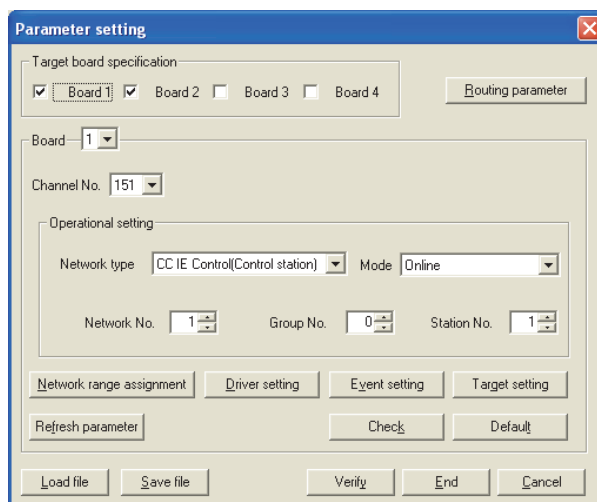 Parameter setting
Target board specification
Board 1 Board 2 Board 3 Board 4
Routing parameter
Board 1
Channel No. 151
Operational setting
Network type CC IE Control(Control station) Mode Online
Network No. 1 Group No. 0 Station No. 1
Network range assignment Driver setting Event setting Target setting
Refresh parameter Check Default
Load file Save file Verify End Cancel